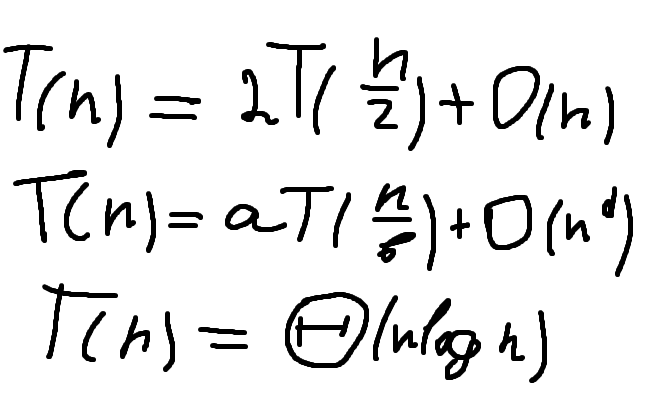 T(n) = 2T(n/2) + O(n)
T(n) = aT(n/b) + O(n^d)
T(n) = Θ(n log n)